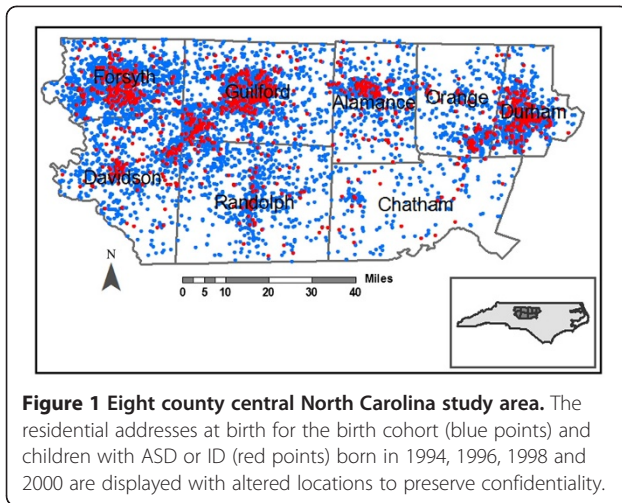 Forsyth
Guilford
Alamance
Orange
Durham
Davidson
Randolph
Chatham
N
Miles
0 5 10 20 30 40
Figure 1 Eight county central North Carolina study area. The
residential addresses at birth for the birth cohort (blue points) and
children with ASD or ID (red points) born in 1994, 1996, 1998 and
2000 are displayed with altered locations to preserve confidentiality.